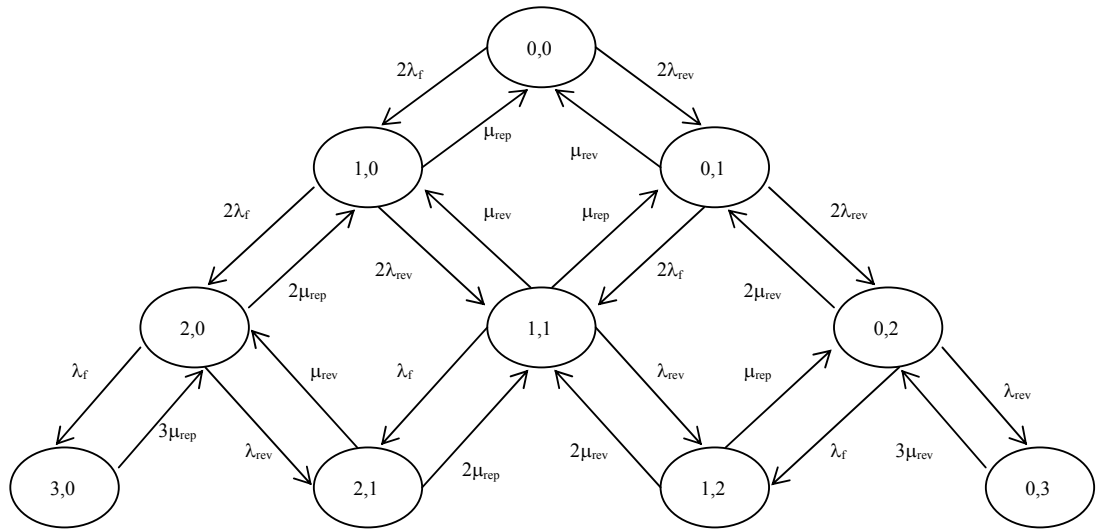 0,0
2λf
2λrev
μrep
μrev
1,0
0,1
2λf
μrev
μrep
2λrev
2λrev
2λf
2μrep
2μrev
2,0
1,1
0,2
λf
μrev
λf
λrev
μrep
λrev
3μrep
λrev
2μrep
2μrev
λf
3μrev
3,0
2,1
1,2
0,3